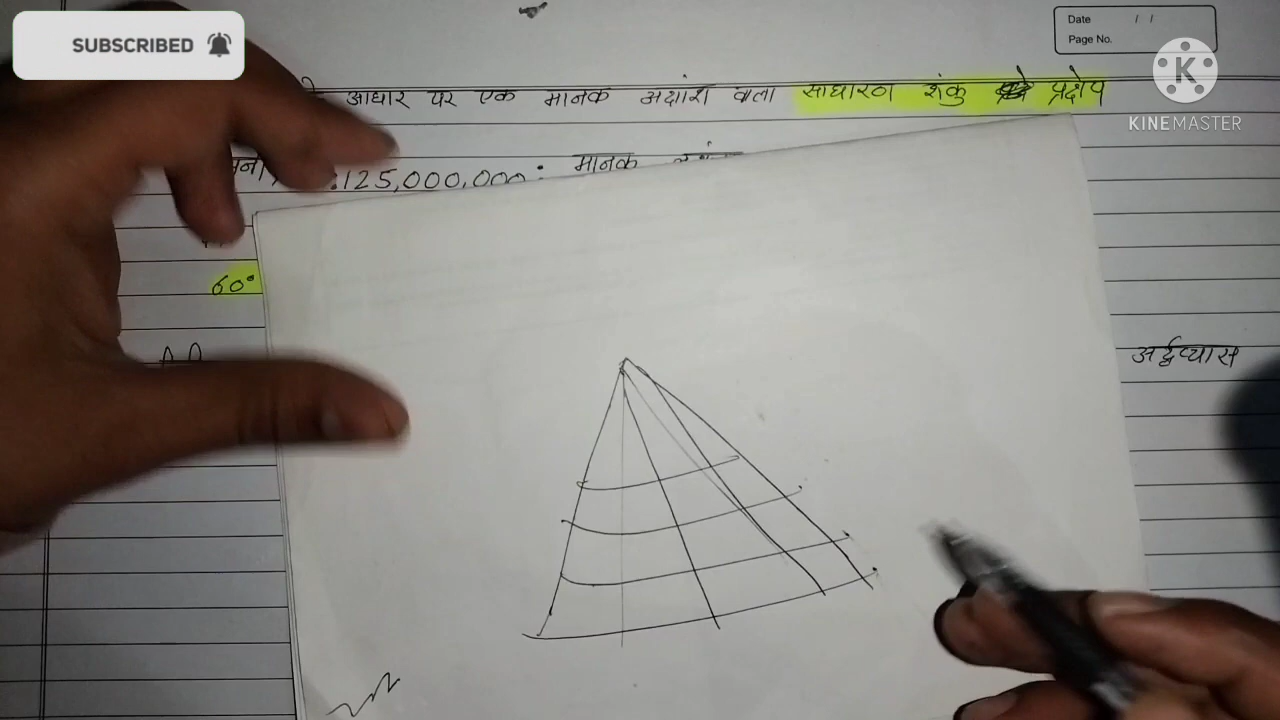 SUBSCRIBED
Date / /
Page No.
K
KINEMASTER
आधार पर एक मानक अक्षांश वाला साधारण शंकु प्रक्षेप
125,000,000: मानक
60°
अर्द्धव्यास